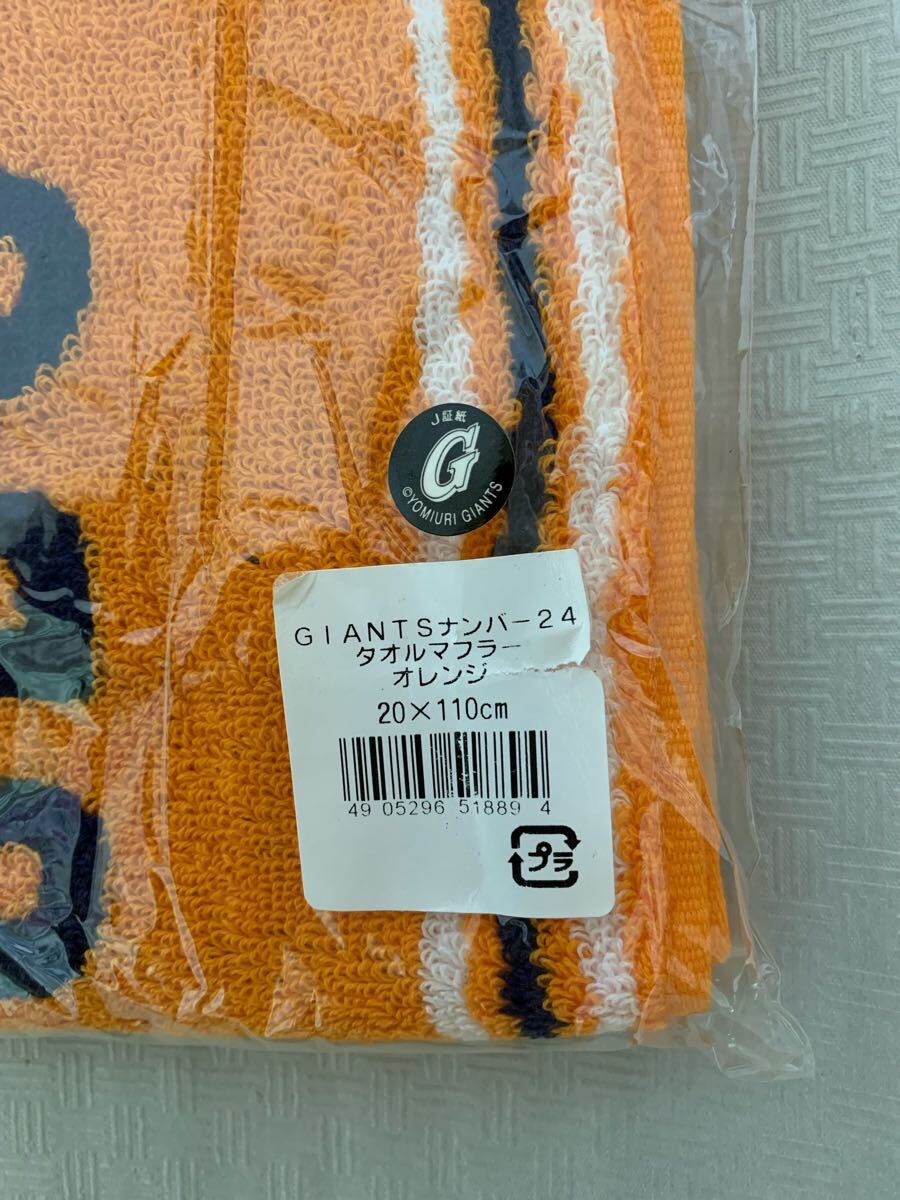 J証紙
G
©YOMIURI GIANTS
GIANTSナンバー24
タオルマフラー
オレンジ
20×110cm
49 05296 51889 4
プラ